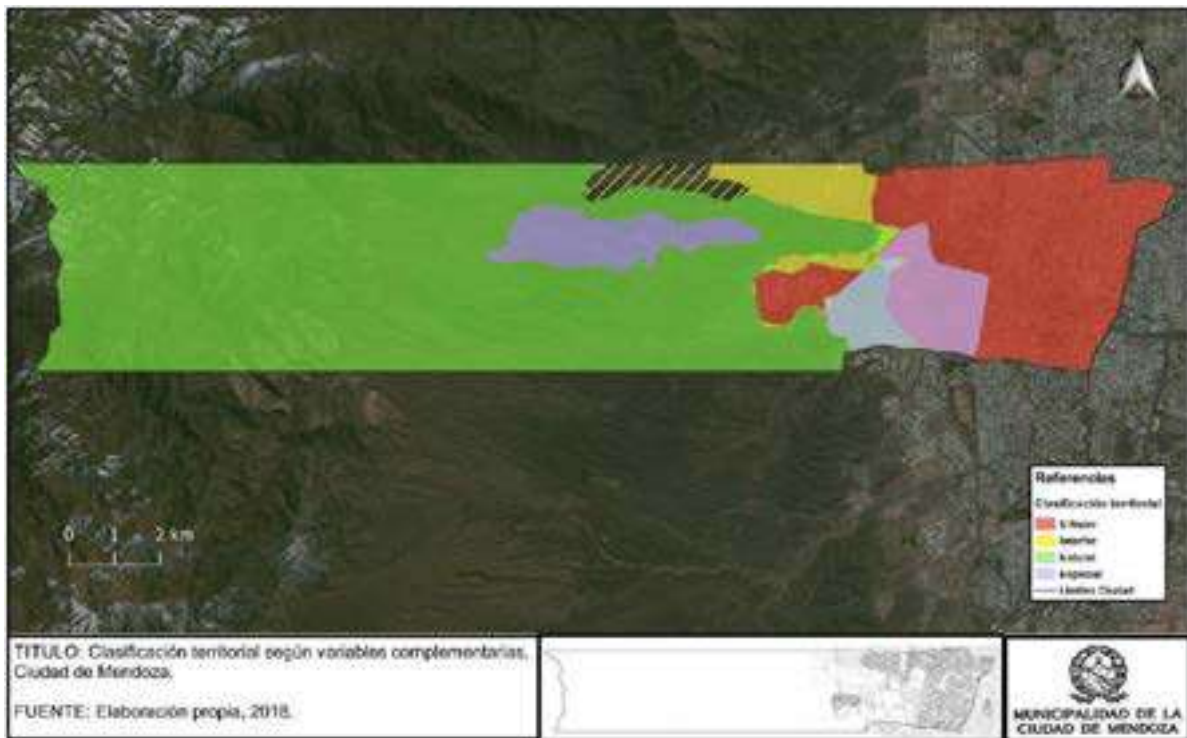 0 1 2 km
Referencias
Clasificación territorial
Urbano
Interfaz
Natural
Especial
Límites Ciudad
TITULO: Clasificación territorial según variables complementarias.
Ciudad de Mendoza.
FUENTE: Elaboración propia, 2018.
MUNICIPALIDAD DE LA
CIUDAD DE MENDOZA